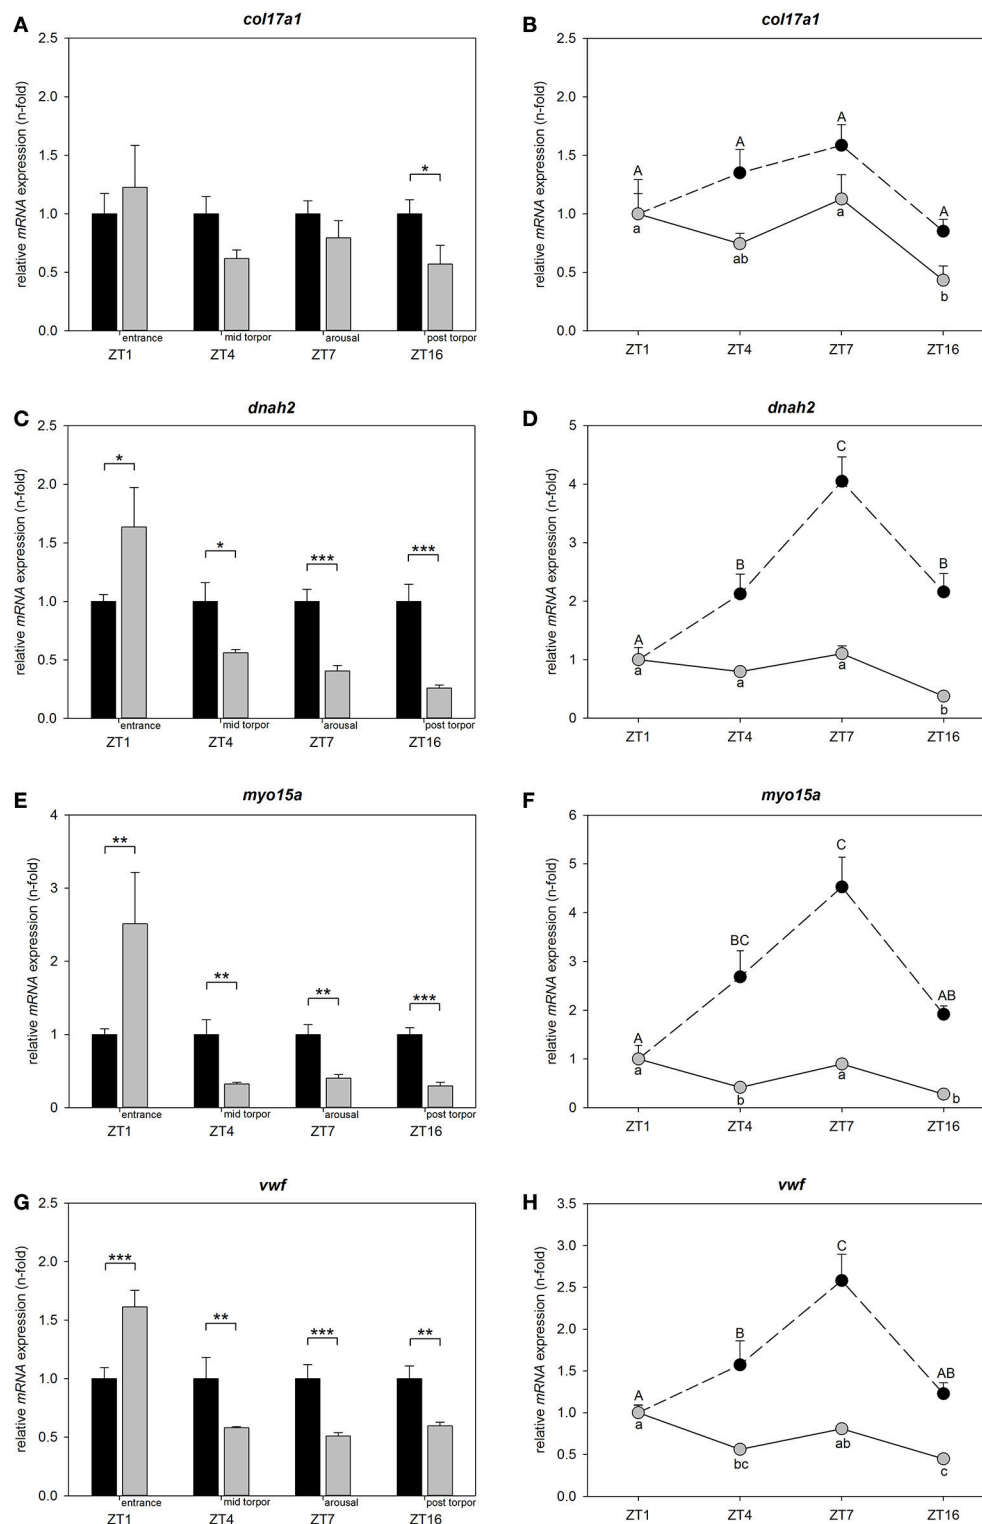 A
col17a1
relative mRNA expression (n-fold)
2.5
2.0
1.5
1.0
0.5
0.0
*
entrance
mid torpor
arousal
post torpor
ZT1
ZT4
ZT7
ZT16
B
col17a1
relative mRNA expression (n-fold)
2.5
2.0
1.5
1.0
0.5
0.0
A
A
A
A
a
ab
a
b
ZT1
ZT4
ZT7
ZT16
C
dnah2
relative mRNA expression (n-fold)
2.5
2.0
1.5
1.0
0.5
0.0
*
*
***
***
entrance
mid torpor
arousal
post torpor
ZT1
ZT4
ZT7
ZT16
D
dnah2
relative mRNA expression (n-fold)
5
4
3
2
1
0
A
B
C
B
a
a
a
b
ZT1
ZT4
ZT7
ZT16
E
myo15a
relative mRNA expression (n-fold)
4
3
2
1
0
**
**
**
***
entrance
mid torpor
arousal
post torpor
ZT1
ZT4
ZT7
ZT16
F
myo15a
relative mRNA expression (n-fold)
6
5
4
3
2
1
0
A
BC
C
AB
a
b
a
b
ZT1
ZT4
ZT7
ZT16
G
vwf
relative mRNA expression (n-fold)
2.5
2.0
1.5
1.0
0.5
0.0
***
**
***
**
entrance
mid torpor
arousal
post torpor
ZT1
ZT4
ZT7
ZT16
H
vwf
relative mRNA expression (n-fold)
3.5
3.0
2.5
2.0
1.5
1.0
0.5
0.0
A
B
C
AB
a
bc
ab
c
ZT1
ZT4
ZT7
ZT16